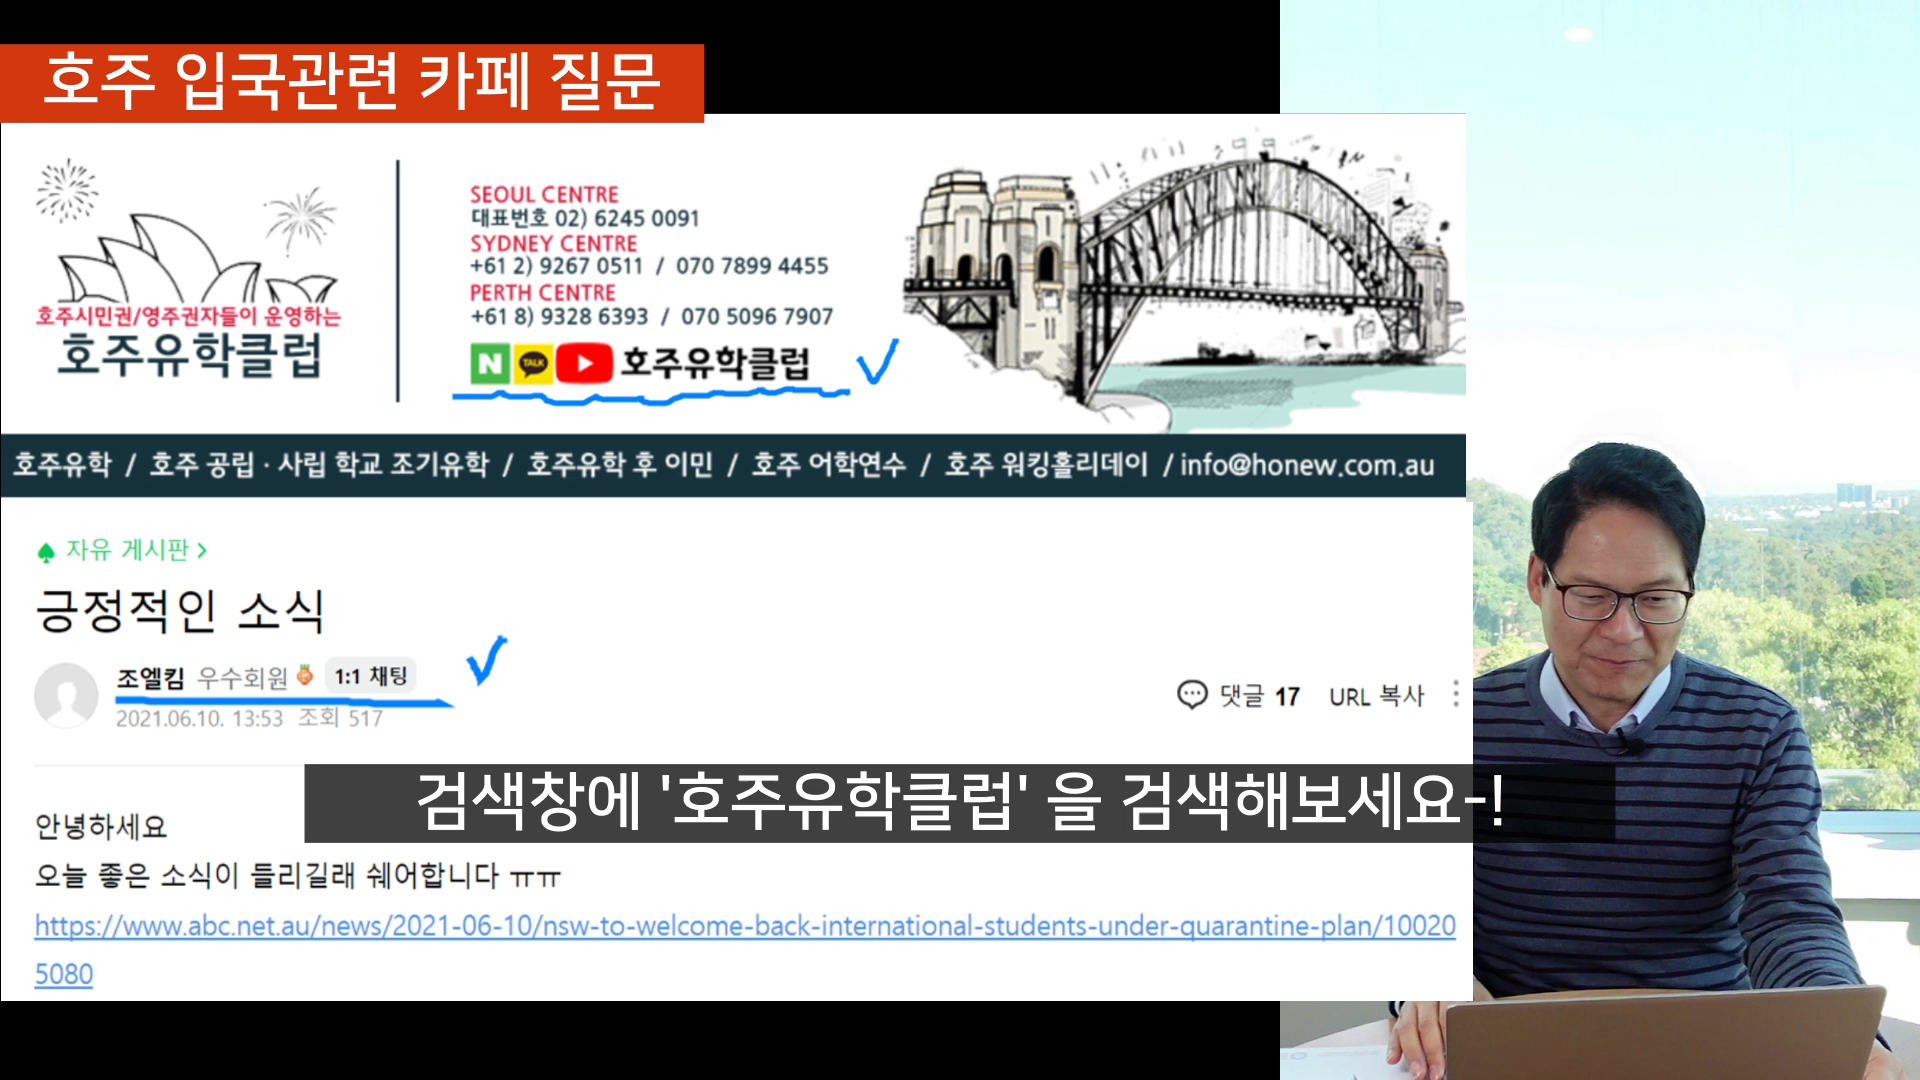 호주 입국관련 카페 질문
호주시민권/영주권자들이 운영하는
호주유학클럽
SEOUL CENTRE
대표번호 02) 6245 0091
SYDNEY CENTRE
+61 2) 9267 0511 / 070 7899 4455
PERTH CENTRE
+61 8) 9328 6393 / 070 5096 7907
N TALK 호주유학클럽
호주유학 / 호주 공립 · 사립 학교 조기유학 / 호주유학 후 이민 / 호주 어학연수 / 호주 워킹홀리데이 / info@honew.com.au
자유 게시판 >
긍정적인 소식
조엘킴 우수회원 1:1 채팅
2021.06.10. 13:53 조회 517
댓글 17 URL 복사
검색창에 '호주유학클럽' 을 검색해보세요-!
안녕하세요
오늘 좋은 소식이 들리길래 쉐어합니다 ㅠㅠ
https://www.abc.net.au/news/2021-06-10/nsw-to-welcome-back-international-students-under-quarantine-plan/10020
5080